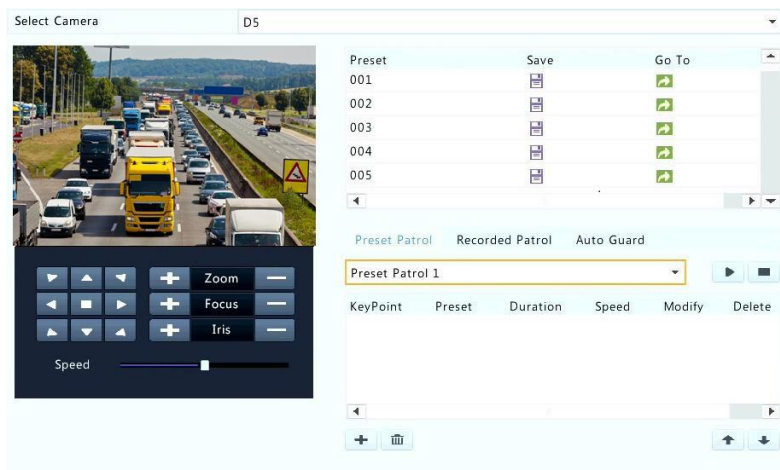 Select Camera D5
Preset Save Go To
001
002
003
004
005
Zoom
Focus
Iris
Speed
Preset Patrol Recorded Patrol Auto Guard
Preset Patrol 1
KeyPoint Preset Duration Speed Modify Delete